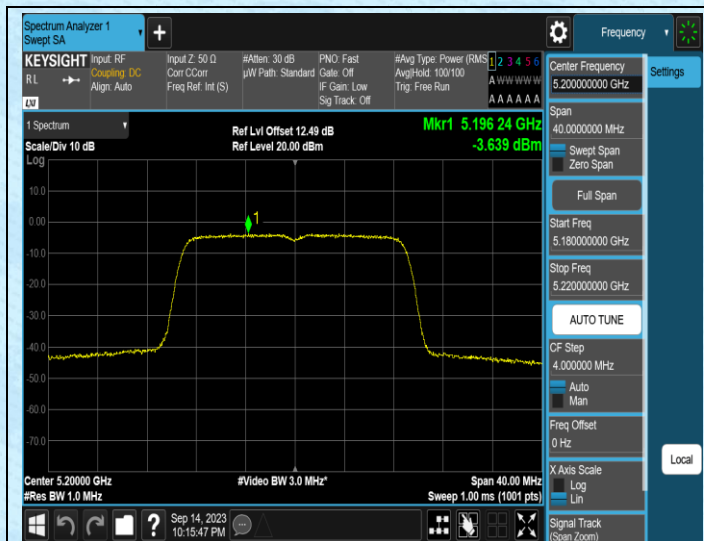 Spectrum Analyzer 1
Swept SA
Frequency
KEYSIGHT
R L
LXI
Input: RF
Coupling: DC
Align: Auto
Input Z: 50 Ω
Corr CCorr
Freq Ref: Int (S)
#Atten: 30 dB
µW Path: Standard
PNO: Fast
Gate: Off
IF Gain: Low
Sig Track: Off
#Avg Type: Power (RMS
Avg|Hold: 100/100
Trig: Free Run
1 2 3 4 5 6
A W W W W W
A A A A A A
1 Spectrum
Scale/Div 10 dB
Ref Lvl Offset 12.49 dB
Ref Level 20.00 dBm
Mkr1 5.196 24 GHz
-3.639 dBm
Log
10.0
0.00
-10.0
-20.0
-30.0
-40.0
-50.0
-60.0
-70.0
1
Center 5.20000 GHz
#Res BW 1.0 MHz
#Video BW 3.0 MHz*
Span 40.00 MHz
Sweep 1.00 ms (1001 pts)
Sep 14, 2023
10:15:47 PM
Center Frequency
5.200000000 GHz
Span
40.0000000 MHz
Swept Span
Zero Span
Full Span
Start Freq
5.180000000 GHz
Stop Freq
5.220000000 GHz
AUTO TUNE
CF Step
4.000000 MHz
Auto
Man
Freq Offset
0 Hz
X Axis Scale
Log
Lin
Signal Track
(Span Zoom)
Settings
Local